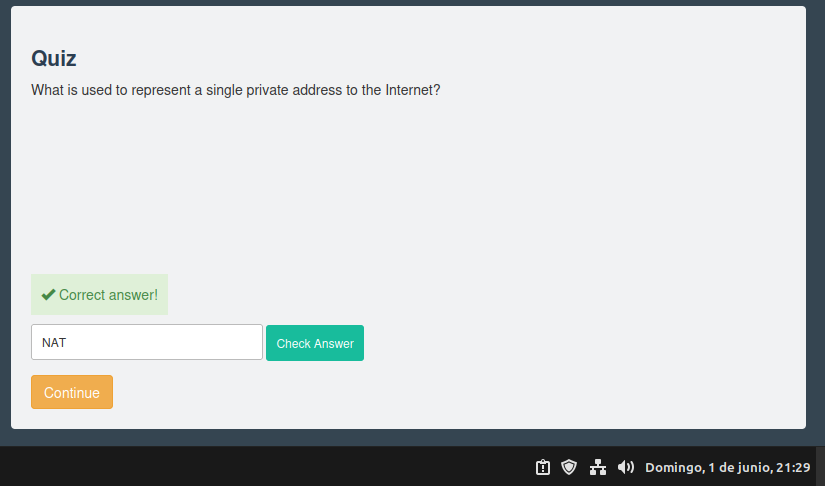 Quiz
What is used to represent a single private address to the Internet?
Correct answer!
NAT
Check Answer
Continue
Domingo, 1 de junio, 21:29